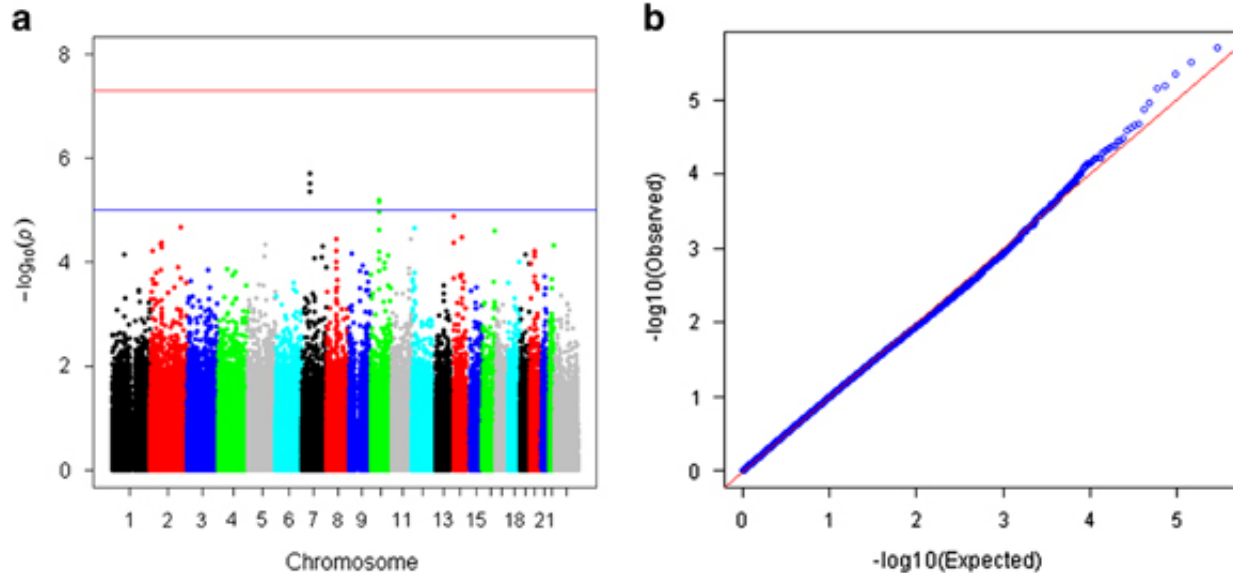 a
8
6
4
2
0
−log₁₀(p)
1 2 3 4 5 6 7 8 9 11 13 15 18 21
Chromosome
b
5
4
3
2
1
0
-log10(Observed)
0 1 2 3 4 5
-log10(Expected)